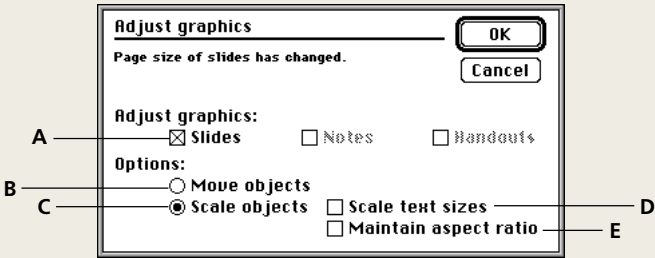 Adjust graphics
OK
Page size of slides has changed.
Cancel
Adjust graphics:
A Slides Notes Handouts
Options:
B Move objects
C Scale objects Scale text sizes D
Maintain aspect ratio E